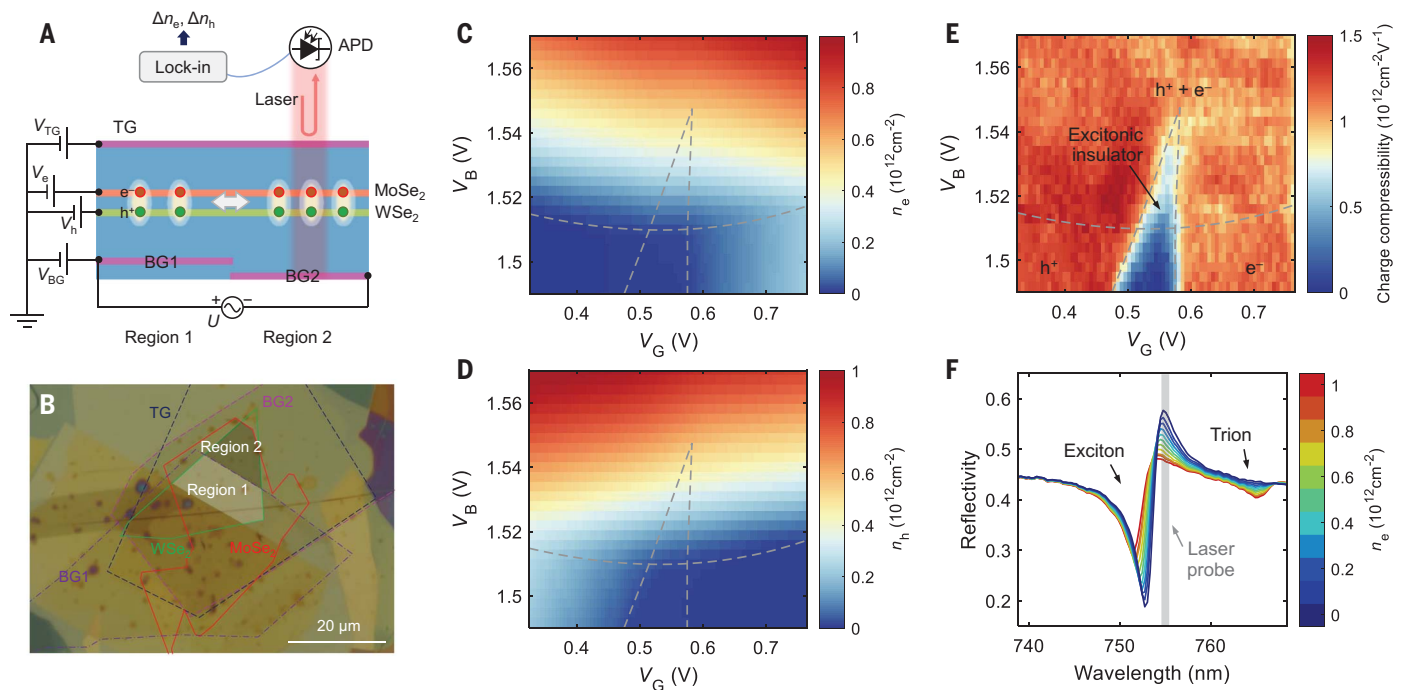 A
Δnₑ, Δnₕ
Lock-in
APD
Laser
V_TG
TG
Vₑ
e⁻
MoSe₂
h⁺
WSe₂
Vₕ
BG1
V_BG
BG2
+
−
U
Region 1
Region 2
B
TG
BG2
Region 2
Region 1
WSe₂
MoSe₂
BG1
20 μm
C
V_B (V)
1.56
1.54
1.52
1.5
0.4
0.5
0.6
0.7
V_G (V)
1
0.8
0.6
0.4
0.2
0
nₑ (10¹²cm⁻²)
D
V_B (V)
1.56
1.54
1.52
1.5
0.4
0.5
0.6
0.7
V_G (V)
1
0.8
0.6
0.4
0.2
0
nₕ (10¹²cm⁻²)
E
V_B (V)
1.56
1.54
1.52
1.5
h⁺ + e⁻
Excitonic
insulator
h⁺
e⁻
0.4
0.5
0.6
0.7
V_G (V)
1.5
1
0.5
0
Charge compressibility (10¹²cm⁻²V⁻¹)
F
Reflectivity
0.6
0.5
0.4
0.3
0.2
Exciton
Trion
Laser
probe
740
750
760
Wavelength (nm)
1
0.8
0.6
0.4
0.2
0
nₑ (10¹²cm⁻²)